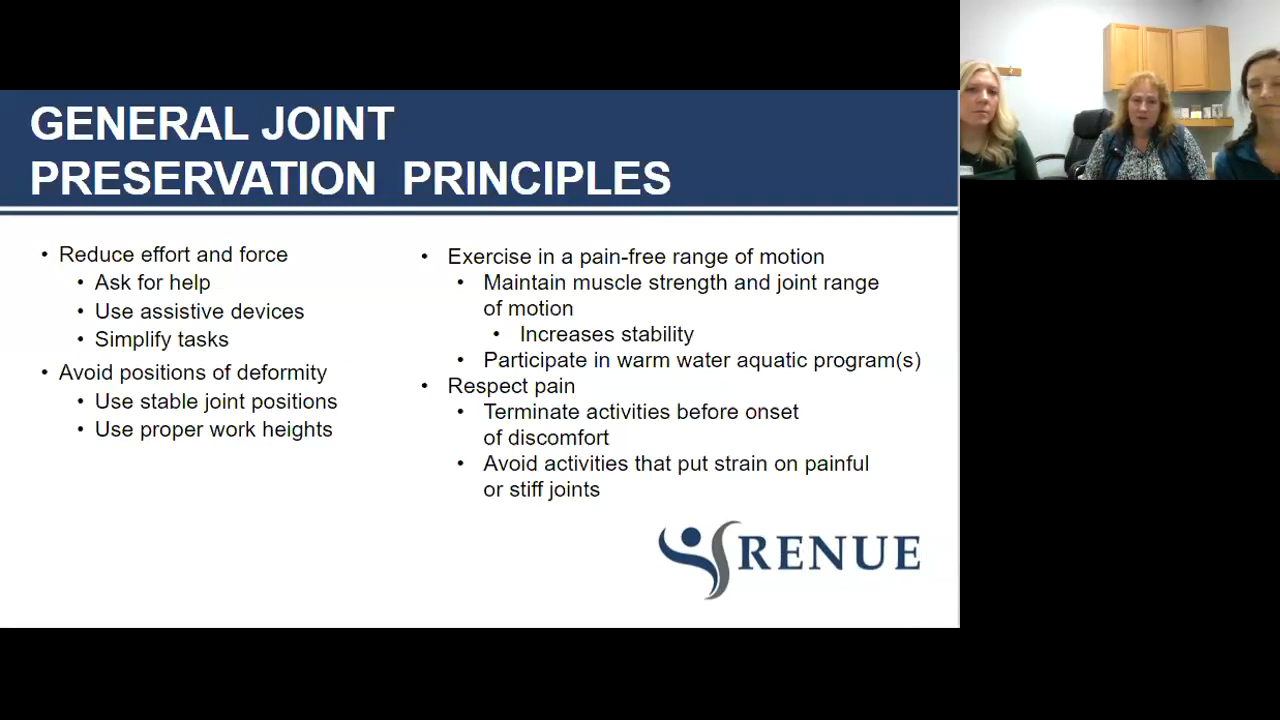 GENERAL JOINT
PRESERVATION PRINCIPLES
• Reduce effort and force
• Ask for help
• Use assistive devices
• Simplify tasks
• Avoid positions of deformity
• Use stable joint positions
• Use proper work heights
• Exercise in a pain-free range of motion
• Maintain muscle strength and joint range
of motion
• Increases stability
• Participate in warm water aquatic program(s)
• Respect pain
• Terminate activities before onset
of discomfort
• Avoid activities that put strain on painful
or stiff joints
RENUE